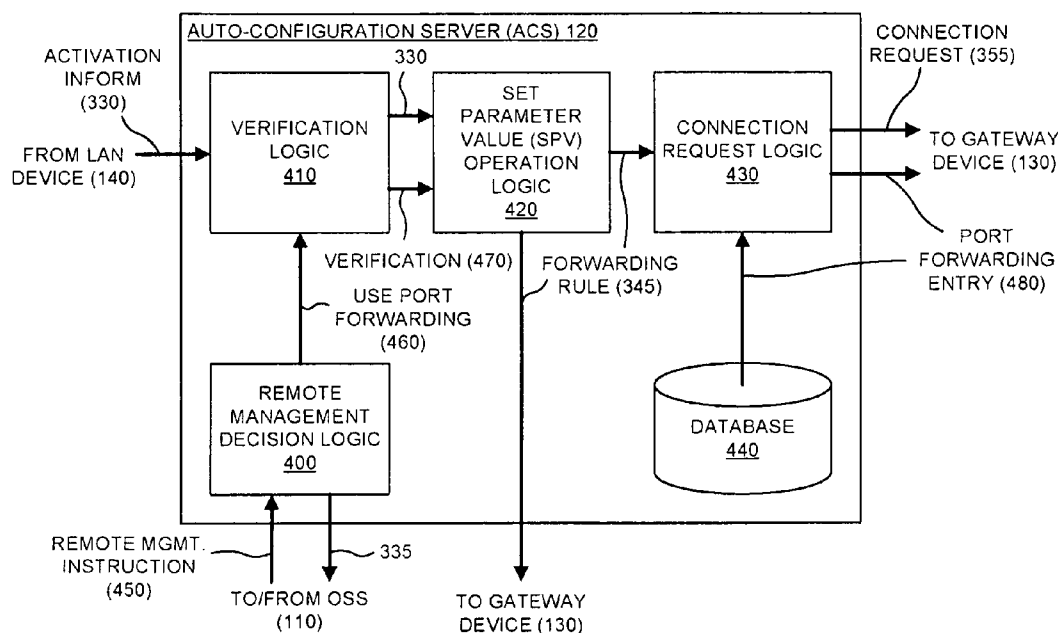 AUTO-CONFIGURATION SERVER (ACS) 120
ACTIVATION
INFORM
(330)
FROM LAN
DEVICE (140)
VERIFICATION
LOGIC
410
330
VERIFICATION (470)
SET
PARAMETER
VALUE (SPV)
OPERATION
LOGIC
420
FORWARDING
RULE (345)
CONNECTION
REQUEST LOGIC
430
CONNECTION
REQUEST (355)
TO GATEWAY
DEVICE (130)
PORT
FORWARDING
ENTRY (480)
USE PORT
FORWARDING
(460)
REMOTE
MANAGEMENT
DECISION LOGIC
400
DATABASE
440
REMOTE MGMT.
INSTRUCTION
(450)
335
TO/FROM OSS
(110)
TO GATEWAY
DEVICE (130)